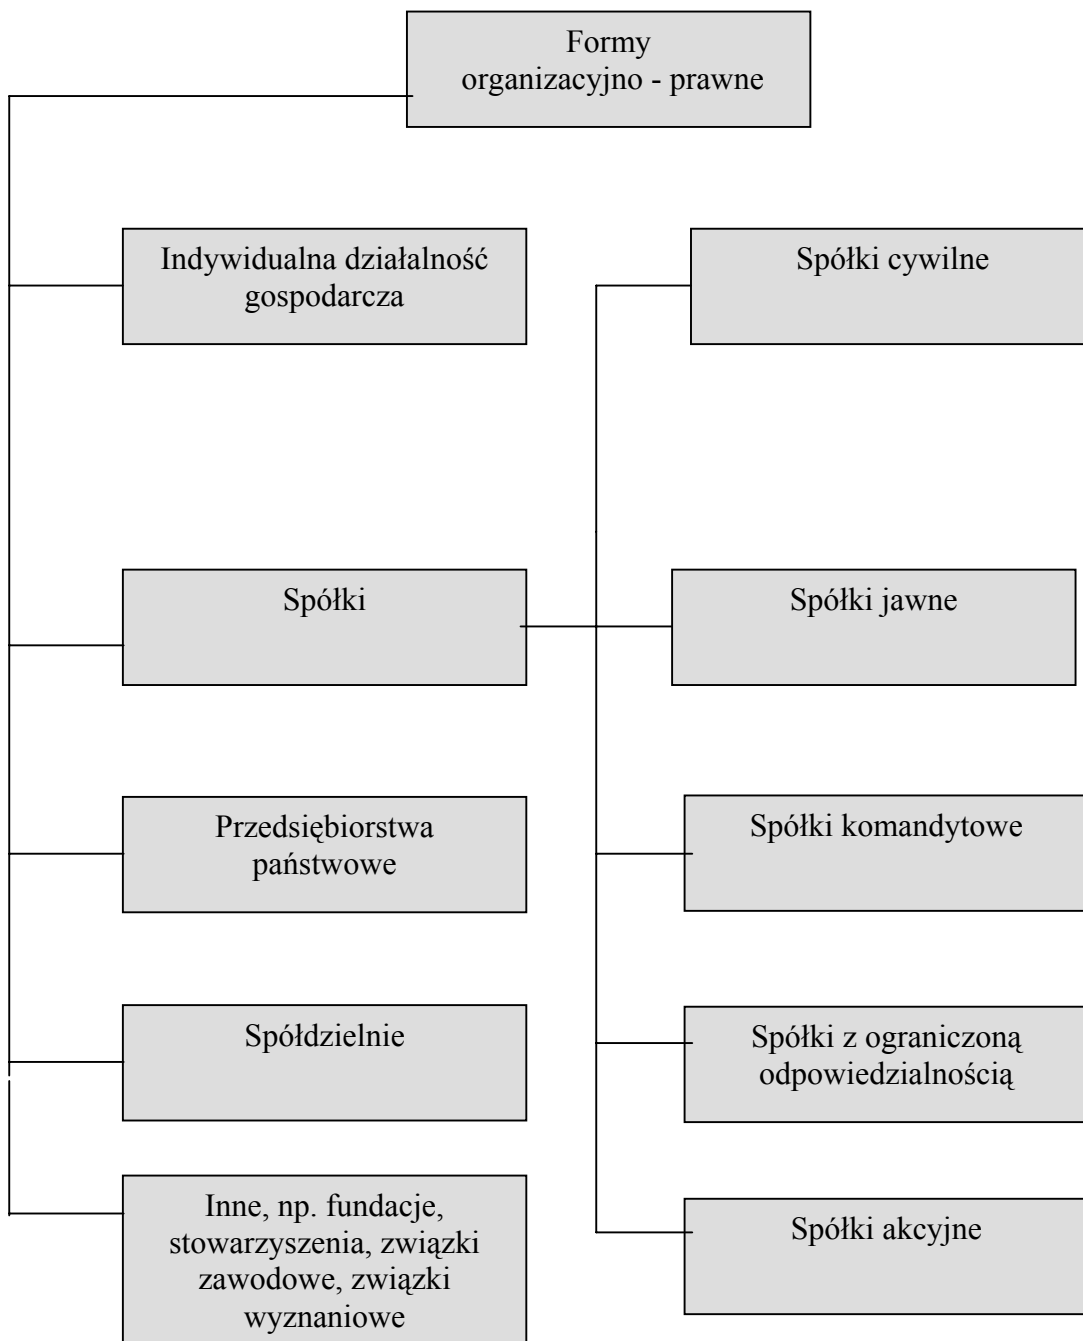 Formy
organizacyjno - prawne
Indywidualna działalność
gospodarcza
Spółki cywilne
Spółki
Spółki jawne
Przedsiębiorstwa
państwowe
Spółki komandytowe
Spółdzielnie
Spółki z ograniczoną
odpowiedzialnością
Inne, np. fundacje,
stowarzyszenia, związki
zawodowe, związki
wyznaniowe
Spółki akcyjne